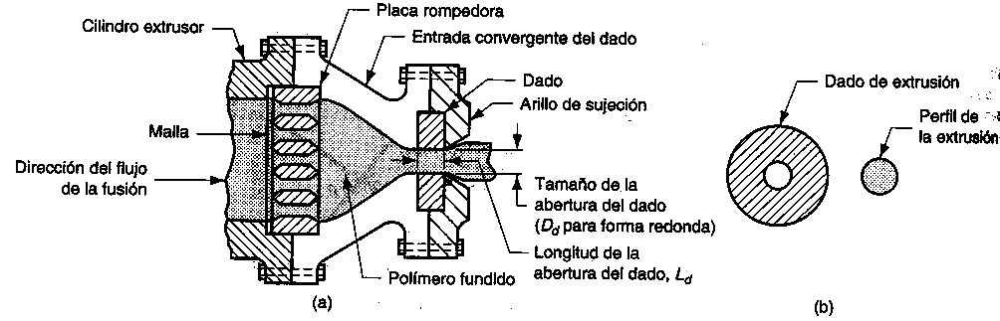 Placa rompedora
Cilindro extrusor
Entrada convergente del dado
Dado
Arillo de sujeción
Malla
Dirección del flujo
de la fusión
Tamaño de la
abertura del dado
(Dd para forma redonda)
Longitud de la
abertura del dado, Ld
Polímero fundido
(a)
Dado de extrusión
Perfil de
la extrusión
(b)